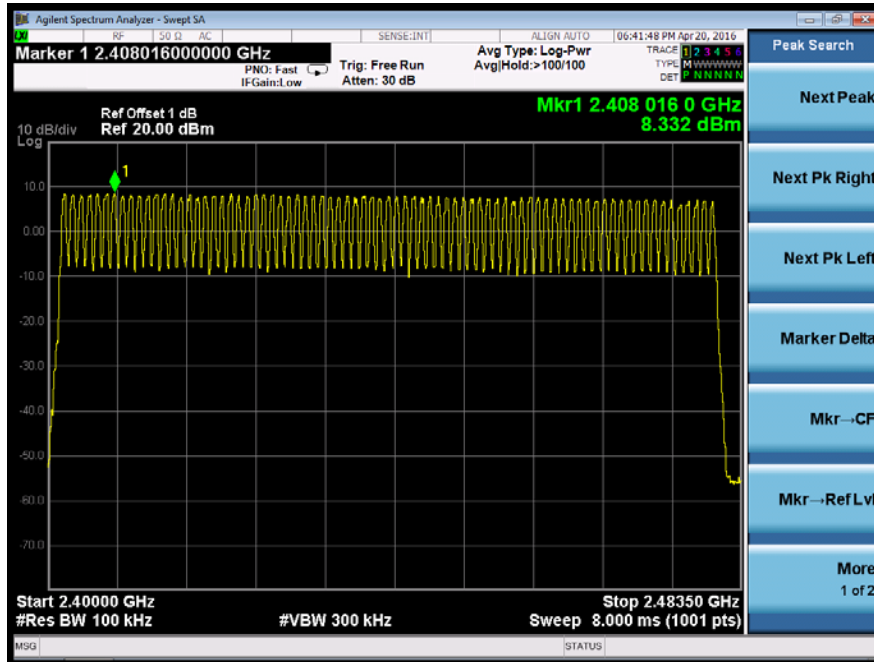 Agilent Spectrum Analyzer - Swept SA
LXI RF 50 Ω AC SENSE:INT ALIGN AUTO 06:41:48 PM Apr 20, 2016
Marker 1 2.408016000000 GHz
PNO: Fast
IFGain:Low
Trig: Free Run
Atten: 30 dB
Avg Type: Log-Pwr
Avg|Hold:>100/100
TRACE 1 2 3 4 5 6
TYPE M WWWWW
DET P N N N N N
Mkr1 2.408 016 0 GHz
8.332 dBm
Ref Offset 1 dB
10 dB/div Ref 20.00 dBm
Log
1
10.0
0.00
-10.0
-20.0
-30.0
-40.0
-50.0
-60.0
-70.0
Start 2.40000 GHz Stop 2.48350 GHz
#Res BW 100 kHz #VBW 300 kHz Sweep 8.000 ms (1001 pts)
MSG STATUS
Peak Search
Next Peak
Next Pk Right
Next Pk Left
Marker Delta
Mkr→CF
Mkr→Ref Lvl
More
1 of 2